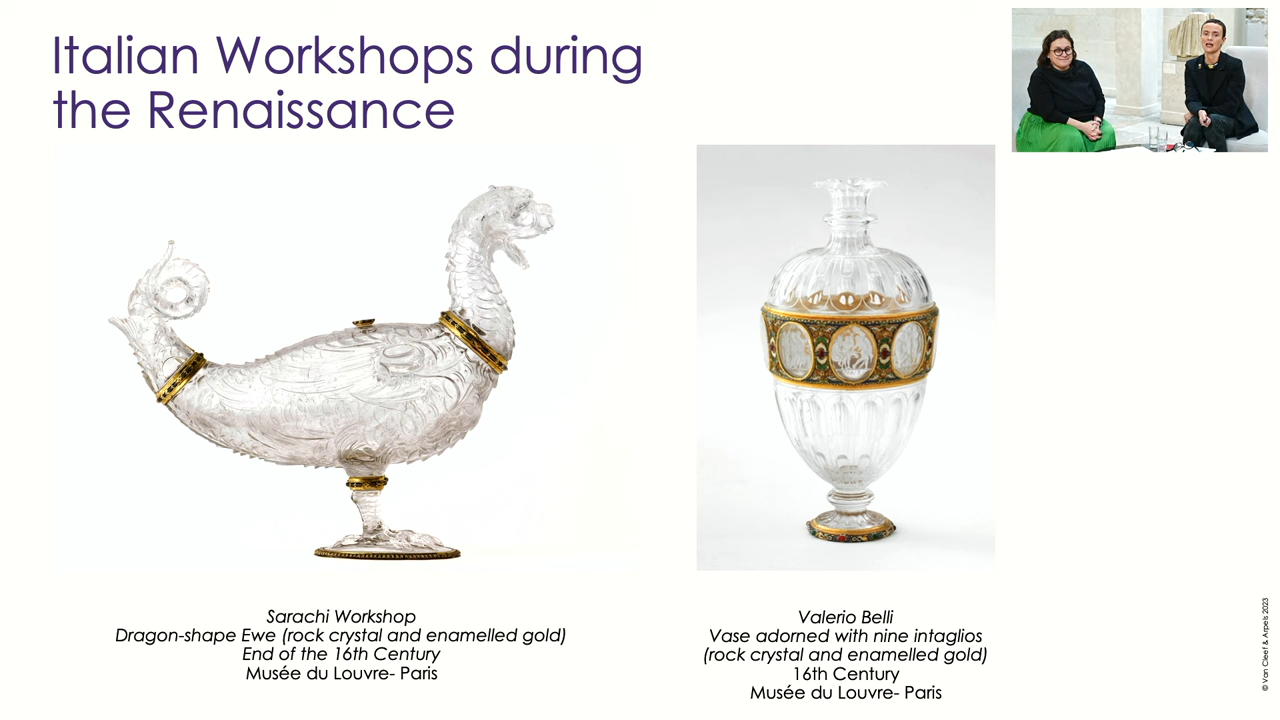 Italian Workshops during
the Renaissance
Sarachi Workshop
Dragon-shape Ewe (rock crystal and enamelled gold)
End of the 16th Century
Musée du Louvre- Paris
Valerio Belli
Vase adorned with nine intaglios
(rock crystal and enamelled gold)
16th Century
Musée du Louvre- Paris
© Van Cleef & Arpels 2023